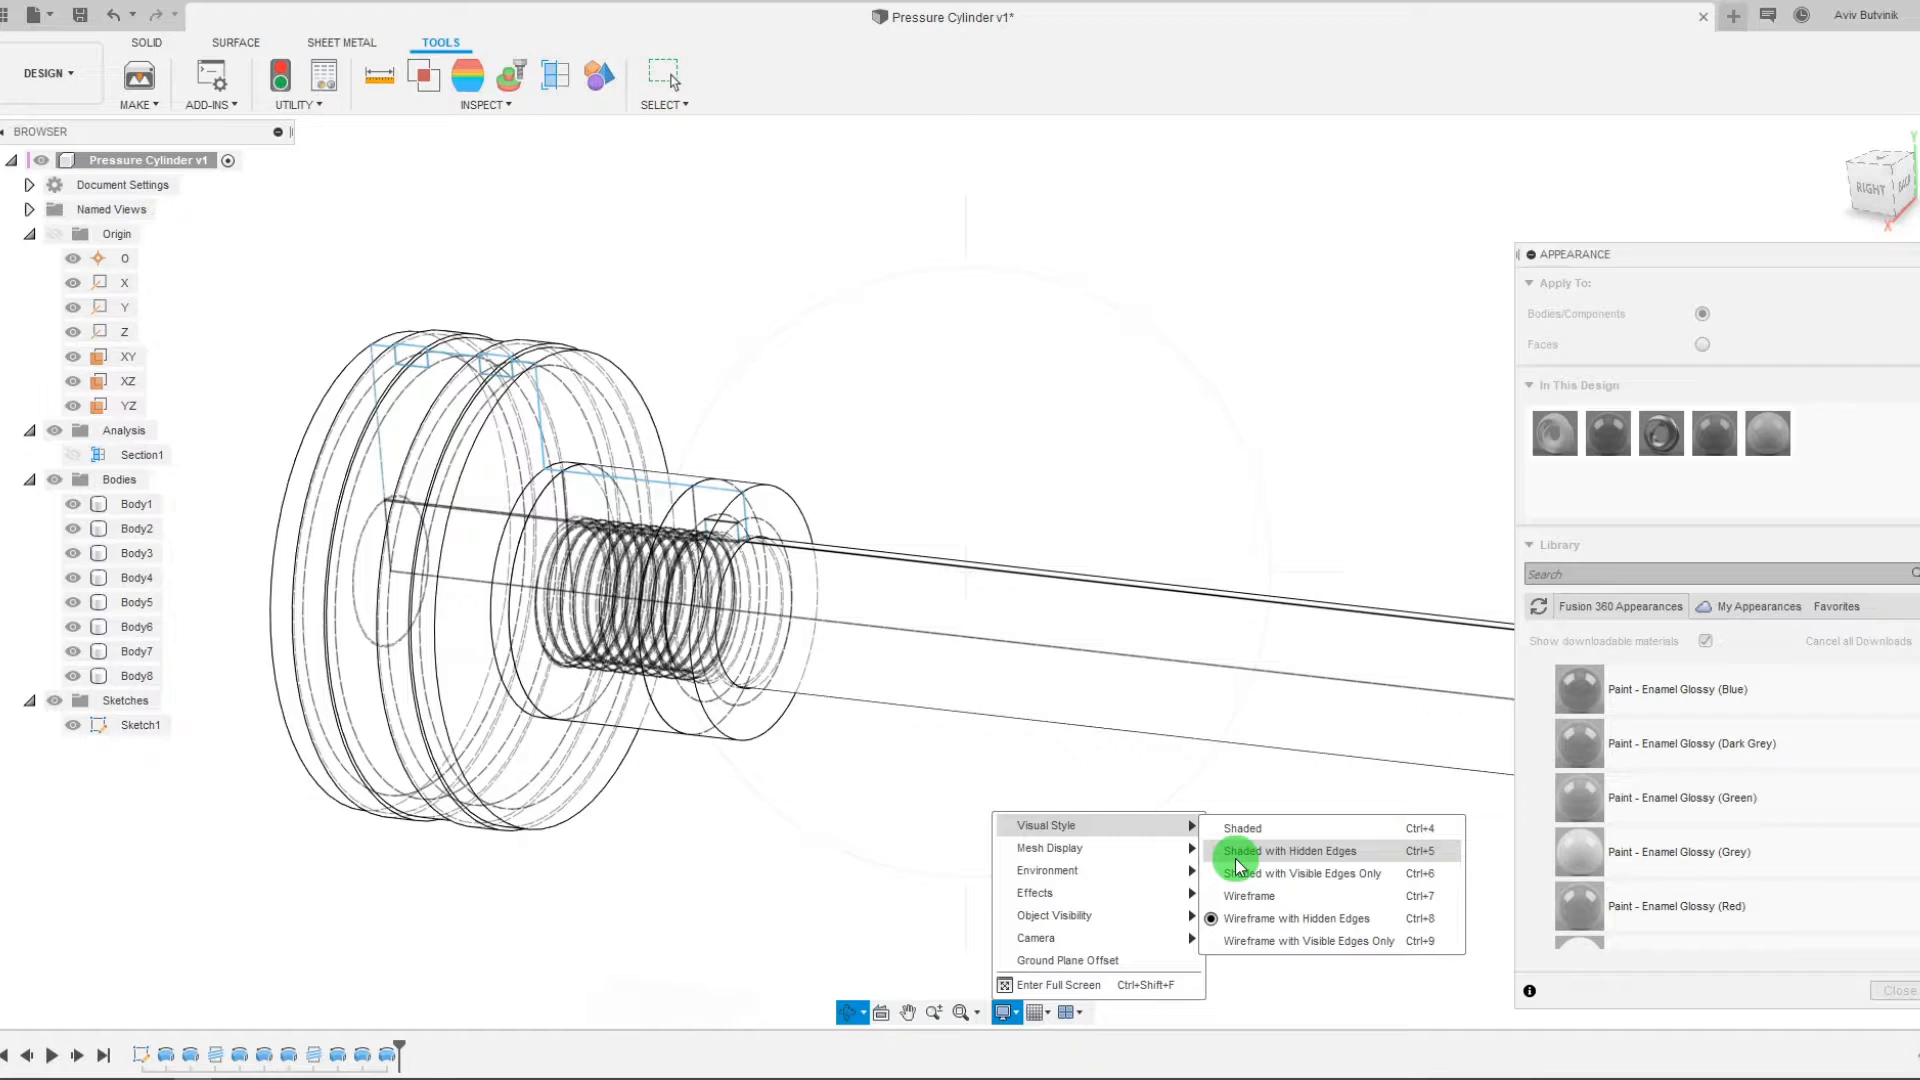 Pressure Cylinder v1*
Aviv Butvinik
SOLID
SURFACE
SHEET METAL
TOOLS
DESIGN
MAKE
ADD-INS
UTILITY
INSPECT
SELECT
BROWSER
Pressure Cylinder v1
Document Settings
Named Views
Origin
O
X
Y
Z
XY
XZ
YZ
Analysis
Section1
Bodies
Body1
Body2
Body3
Body4
Body5
Body6
Body7
Body8
Sketches
Sketch1
Y
RIGHT
BACK
X
APPEARANCE
Apply To:
Bodies/Components
Faces
In This Design
Library
Search
Fusion 360 Appearances
My Appearances
Favorites
Show downloadable materials
Cancel all Downloads
Paint - Enamel Glossy (Blue)
Paint - Enamel Glossy (Dark Grey)
Paint - Enamel Glossy (Green)
Paint - Enamel Glossy (Grey)
Paint - Enamel Glossy (Red)
Close
Visual Style
Mesh Display
Environment
Effects
Object Visibility
Camera
Ground Plane Offset
Enter Full Screen Ctrl+Shift+F
Shaded Ctrl+4
Shaded with Hidden Edges Ctrl+5
Shaded with Visible Edges Only Ctrl+6
Wireframe Ctrl+7
Wireframe with Hidden Edges Ctrl+8
Wireframe with Visible Edges Only Ctrl+9